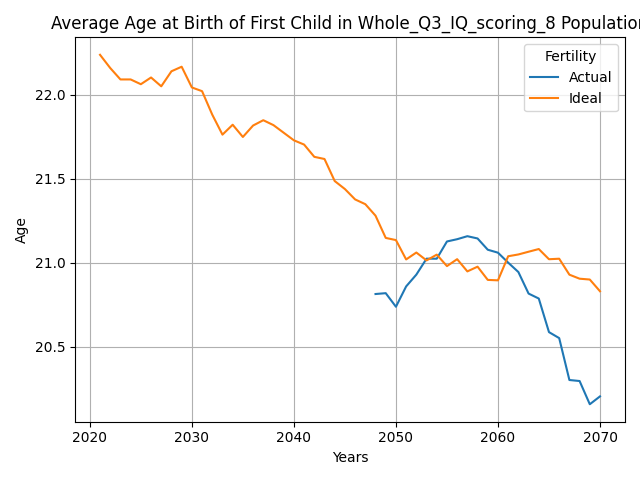 Average Age at Birth of First Child in Whole_Q3_IQ_scoring_8 Population
Fertility
Actual
Ideal
22.0
21.5
21.0
20.5
Age
2020
2030
2040
2050
2060
2070
Years